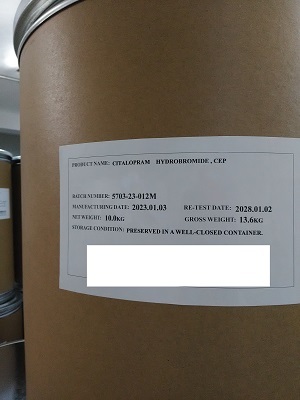 PRODUCT NAME: CITALOPRAM HYDROBROMIDE, CEP
BATCH NUMBER: 5703-23-012M
MANUFACTURING DATE: 2023.01.03 RE-TEST DATE: 2028.01.02
NET WEIGHT: 10.0KG GROSS WEIGHT: 13.6KG
STORAGE CONDITION: PRESERVED IN A WELL-CLOSED CONTAINER.